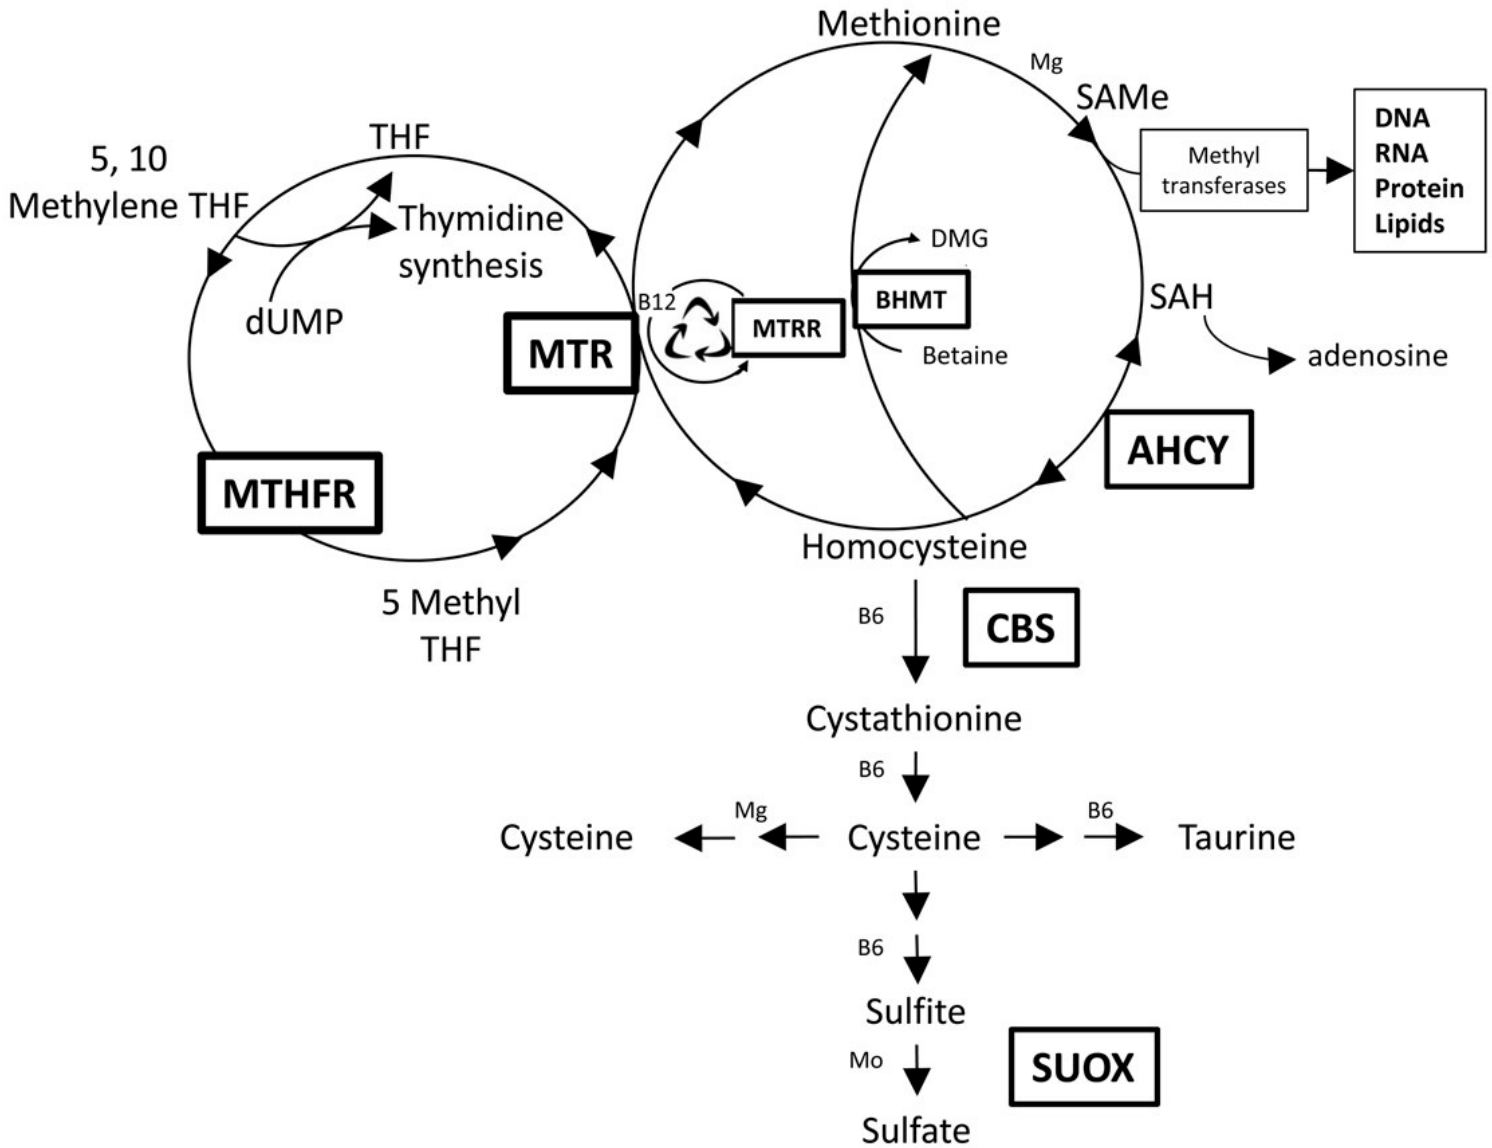 Methionine
Mg
SAMe
Methyl
transferases
DNA
RNA
Protein
Lipids
THF
5, 10
Methylene THF
Thymidine
synthesis
dUMP
MTR
B12
MTRR
DMG
BHMT
Betaine
SAH
adenosine
AHCY
MTHFR
5 Methyl
THF
Homocysteine
B6
CBS
Cystathionine
B6
Cysteine
Mg
Cysteine
B6
Taurine
B6
Sulfite
Mo
SUOX
Sulfate